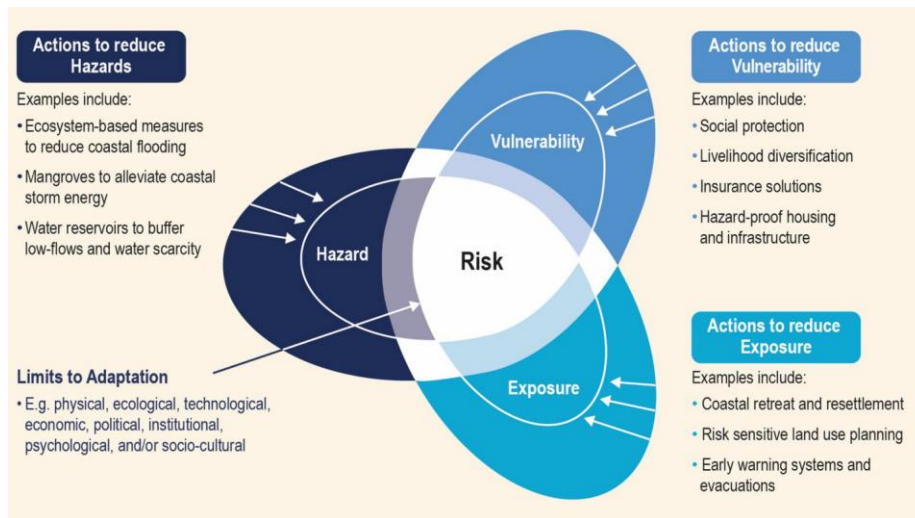 Actions to reduce
Hazards
Examples include:
• Ecosystem-based measures
to reduce coastal flooding
• Mangroves to alleviate coastal
storm energy
• Water reservoirs to buffer
low-flows and water scarcity
Limits to Adaptation
• E.g. physical, ecological, technological,
economic, political, institutional,
psychological, and/or socio-cultural
Vulnerability
Hazard
Risk
Exposure
Actions to reduce
Vulnerability
Examples include:
• Social protection
• Livelihood diversification
• Insurance solutions
• Hazard-proof housing
and infrastructure
Actions to reduce
Exposure
Examples include:
• Coastal retreat and resettlement
• Risk sensitive land use planning
• Early warning systems and
evacuations